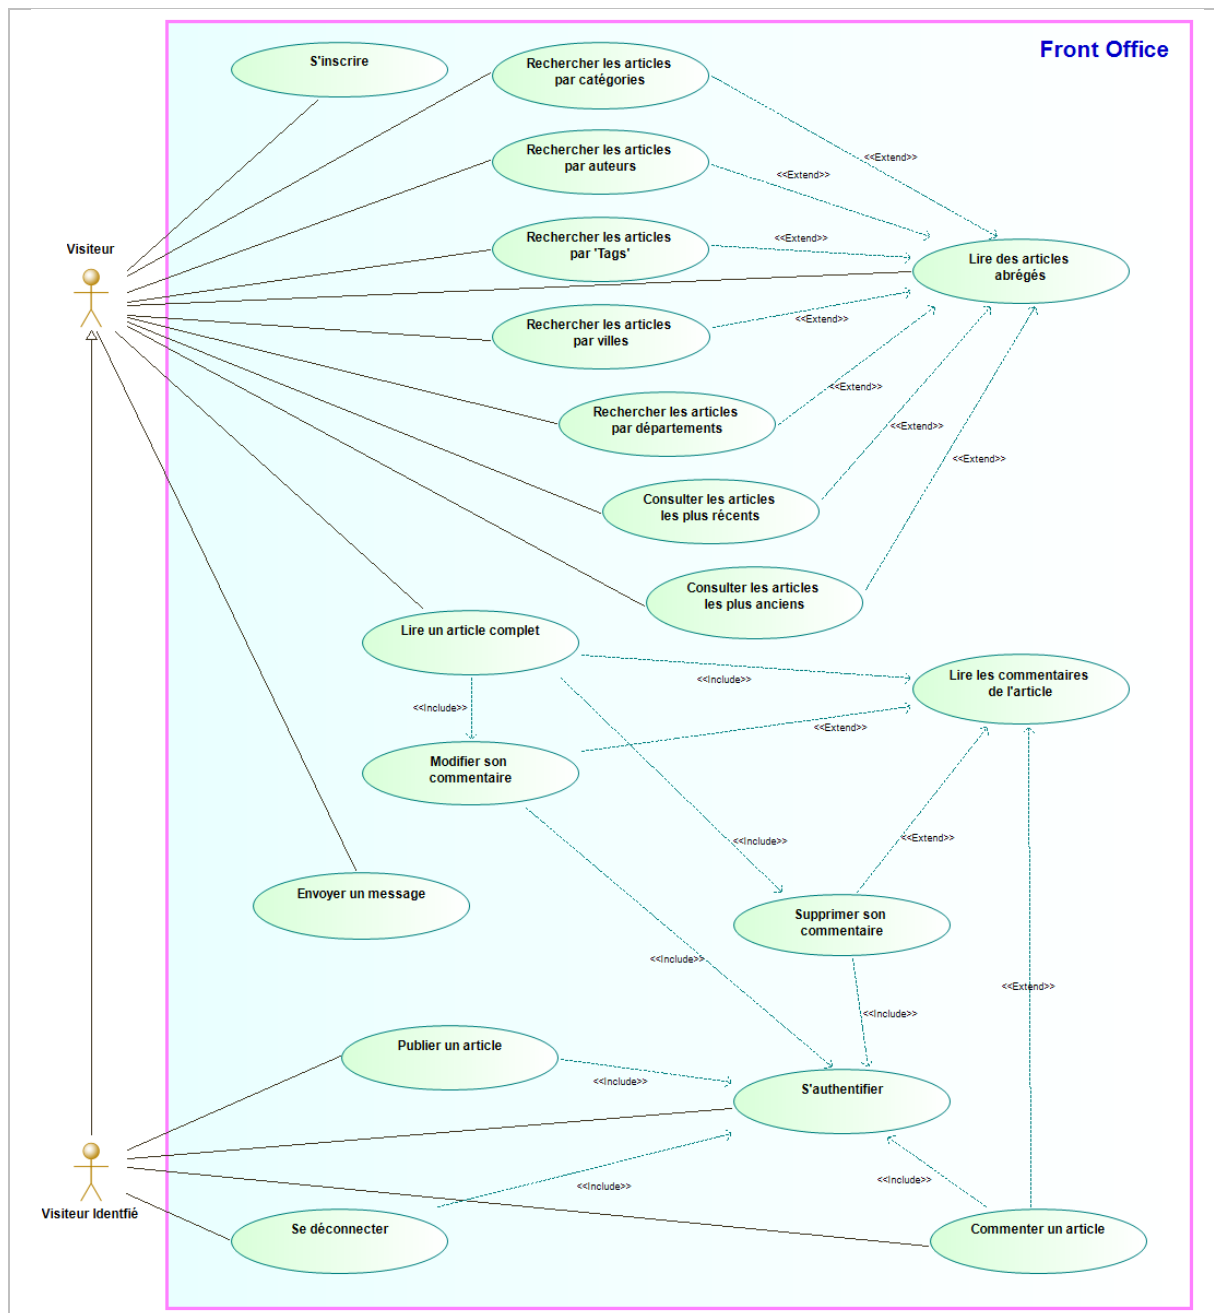 Front Office
S'inscrire
Rechercher les articles
par catégories
<<Extend>>
Rechercher les articles
par auteurs
<<Extend>>
Visiteur
Rechercher les articles
par 'Tags'
<<Extend>>
Lire des articles
abrégés
Rechercher les articles
par villes
<<Extend>>
Rechercher les articles
par départements
<<Extend>>
<<Extend>>
<<Extend>>
Consulter les articles
les plus récents
Consulter les articles
les plus anciens
Lire un article complet
<<Include>>
Lire les commentaires
de l'article
<<Include>>
<<Extend>>
Modifier son
commentaire
<<Include>>
<<Extend>>
Envoyer un message
Supprimer son
commentaire
<<Include>>
<<Extend>>
<<Include>>
Publier un article
<<Include>>
S'authentifier
<<Include>>
<<Include>>
Visiteur Identfié
Se déconnecter
Commenter un article